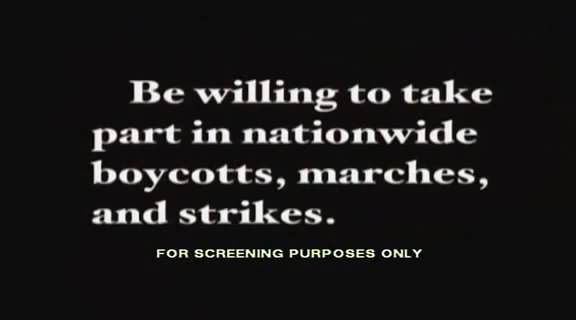 Be willing to take
part in nationwide
boycotts, marches,
and strikes.
FOR SCREENING PURPOSES ONLY